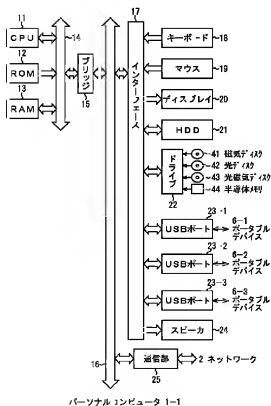 11
CPU
12
ROM
13
RAM
14
ブリッジ
15
16
17
インターフェース
キーボード
18
マウス
19
ディスプレイ
20
HDD
21
ドライブ
22
41 磁気ディスク
42 光ディスク
43 光磁気ディスク
44 半導体メモリ
23-1
USBポート
6-1
ポータブル
デバイス
23-2
USBポート
6-2
ポータブル
デバイス
23-3
USBポート
6-3
ポータブル
デバイス
スピーカ
24
通信部
25
2 ネットワーク
パーソナルコンピュータ 1-1